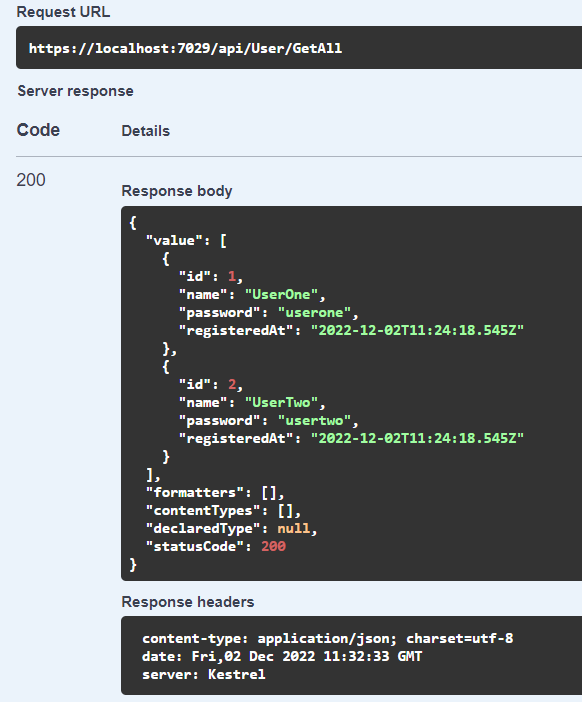 Request URL
https://localhost:7029/api/User/GetAll
Server response
Code Details
200
Response body
{
  "value": [
    {
      "id": 1,
      "name": "UserOne",
      "password": "userone",
      "registeredAt": "2022-12-02T11:24:18.545Z"
    },
    {
      "id": 2,
      "name": "UserTwo",
      "password": "usertwo",
      "registeredAt": "2022-12-02T11:24:18.545Z"
    }
  ],
  "formatters": [],
  "contentTypes": [],
  "declaredType": null,
  "statusCode": 200
}
Response headers
content-type: application/json; charset=utf-8
date: Fri,02 Dec 2022 11:32:33 GMT
server: Kestrel